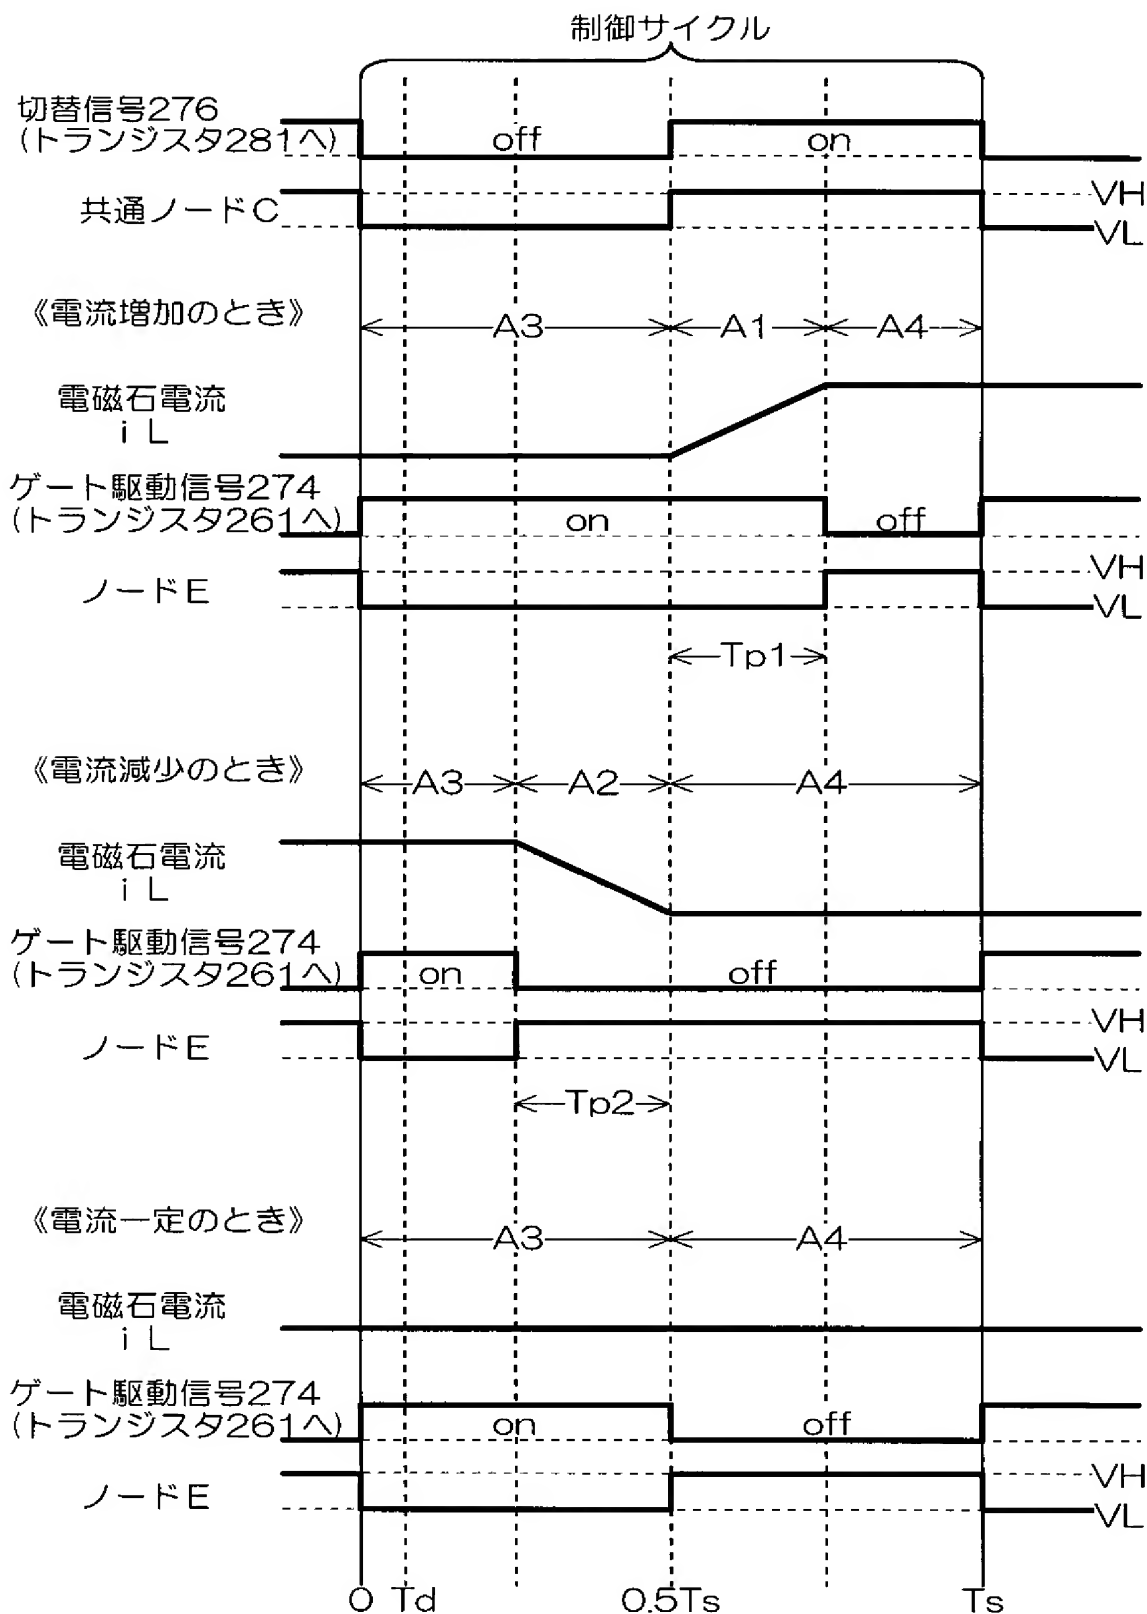 制御サイクル
切替信号276
(トランジスタ281へ)
off
on
共通ノードC
VH
VL
《電流増加のとき》
A3
A1
A4
電磁石電流
iL
ゲート駆動信号274
(トランジスタ261へ)
on
off
ノードE
VH
VL
Tp1
《電流減少のとき》
A3
A2
A4
電磁石電流
iL
ゲート駆動信号274
(トランジスタ261へ)
on
off
ノードE
VH
VL
Tp2
《電流一定のとき》
A3
A4
電磁石電流
iL
ゲート駆動信号274
(トランジスタ261へ)
on
off
ノードE
VH
VL
0
Td
0.5Ts
Ts